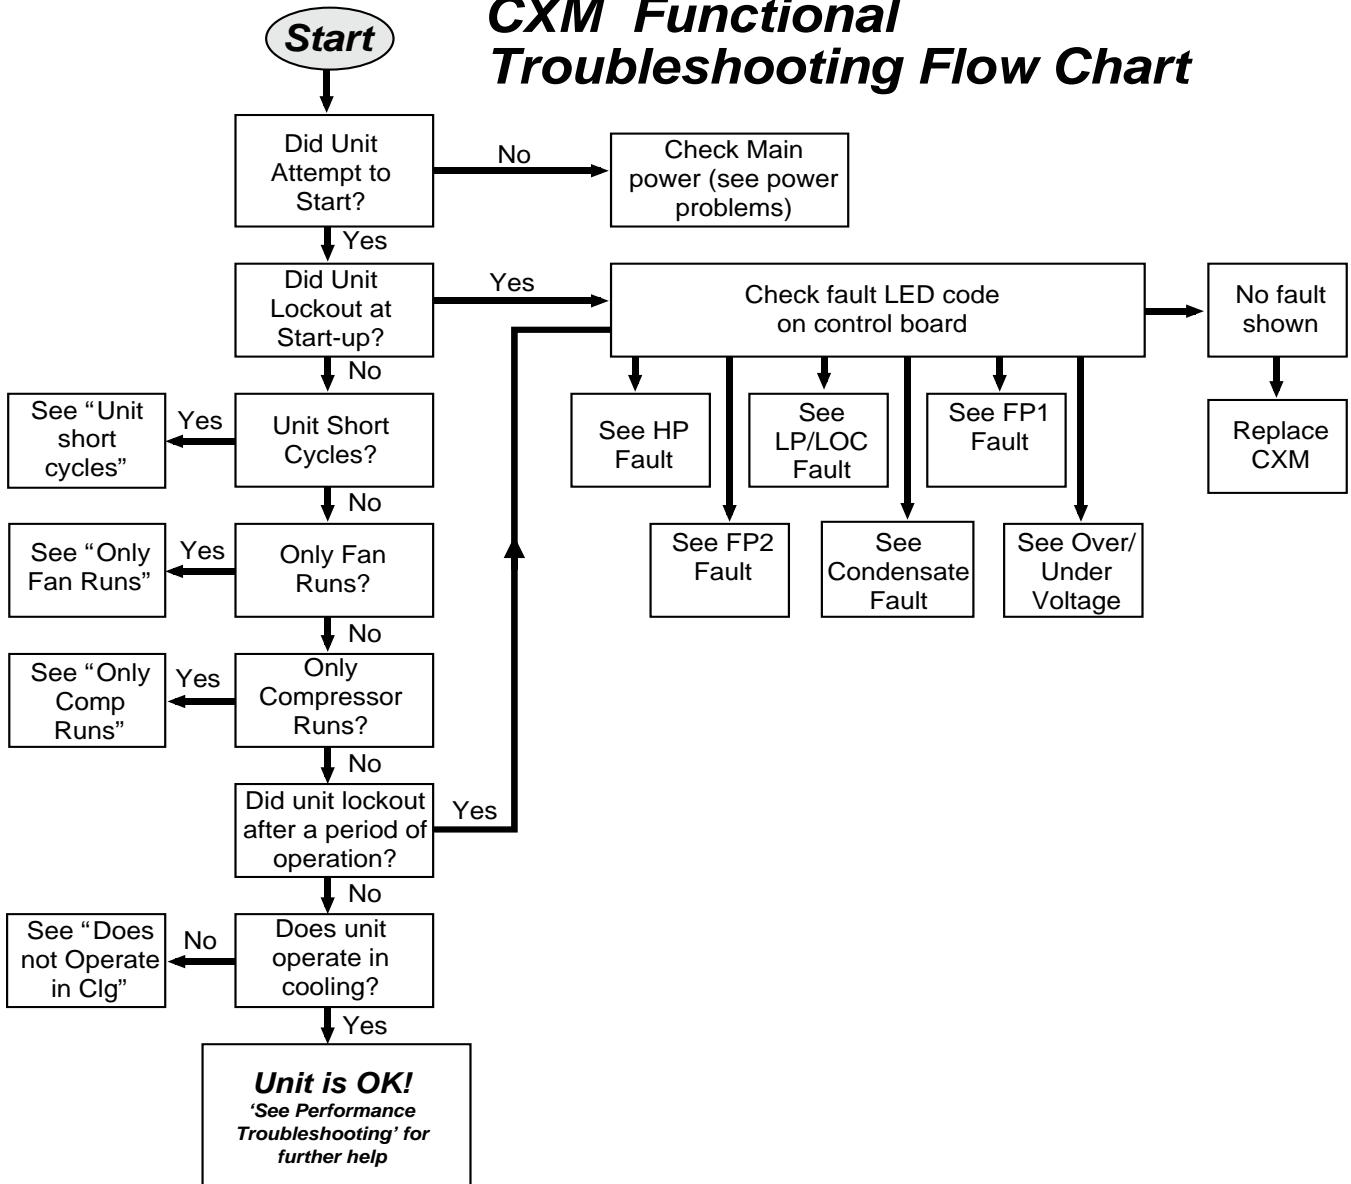 CXM Functional
Troubleshooting Flow Chart
Start
Did Unit
Attempt to
Start?
No
Check Main
power (see power
problems)
Yes
Did Unit
Lockout at
Start-up?
Yes
Check fault LED code
on control board
No fault
shown
No
See “Unit
short
cycles”
Yes
Unit Short
Cycles?
See HP
Fault
See
LP/LOC
Fault
See FP1
Fault
Replace
CXM
No
See “Only
Fan Runs”
Yes
Only Fan
Runs?
See FP2
Fault
See
Condensate
Fault
See Over/
Under
Voltage
No
See “Only
Comp
Runs”
Yes
Only
Compressor
Runs?
No
Did unit lockout
after a period of
operation?
Yes
No
See “Does
not Operate
in Clg”
No
Does unit
operate in
cooling?
Yes
Unit is OK!
‘See Performance
Troubleshooting’ for
further help